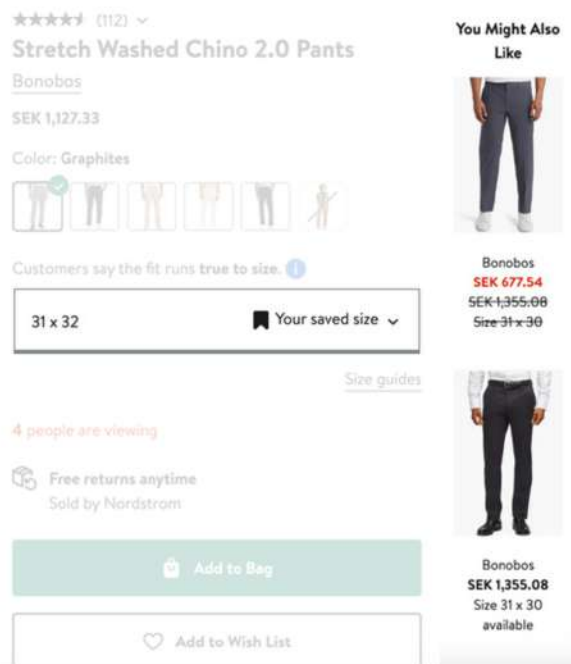 (112)
Stretch Washed Chino 2.0 Pants
Bonobos
SEK 1,127.33
Color: Graphites
Customers say the fit runs true to size.
31 x 32 Your saved size
Size guides
4 people are viewing
Free returns anytime
Sold by Nordstrom
Add to Bag
Add to Wish List
You Might Also
Like
Bonobos
SEK 677.54
SEK 1,355.08
Size 31 x 30
Bonobos
SEK 1,355.08
Size 31 x 30
available